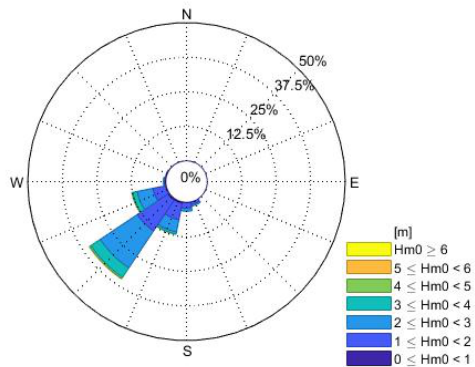 N
50%
37.5%
25%
12.5%
0%
W
E
S
[m]
Hm0 ≥ 6
5 ≤ Hm0 < 6
4 ≤ Hm0 < 5
3 ≤ Hm0 < 4
2 ≤ Hm0 < 3
1 ≤ Hm0 < 2
0 ≤ Hm0 < 1